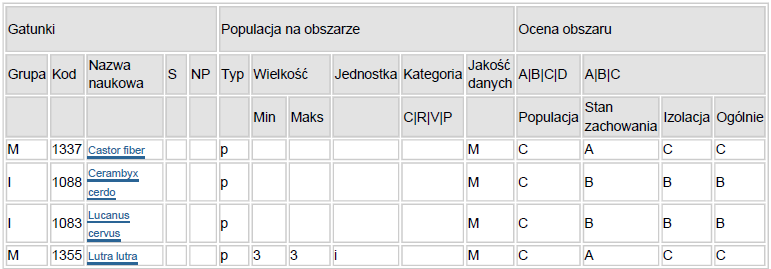 Gatunki Populacja na obszarze Ocena obszaru
Grupa Kod Nazwa naukowa S NP Typ Wielkość Jednostka Kategoria Jakość danych A|B|C|D A|B|C
Min Maks C|R|V|P Populacja Stan zachowania Izolacja Ogólnie
M 1337 Castor fiber p M C A C C
I 1088 Cerambyx cerdo p M C B B B
I 1083 Lucanus cervus p M C B B B
M 1355 Lutra lutra p 3 3 i M C A C C